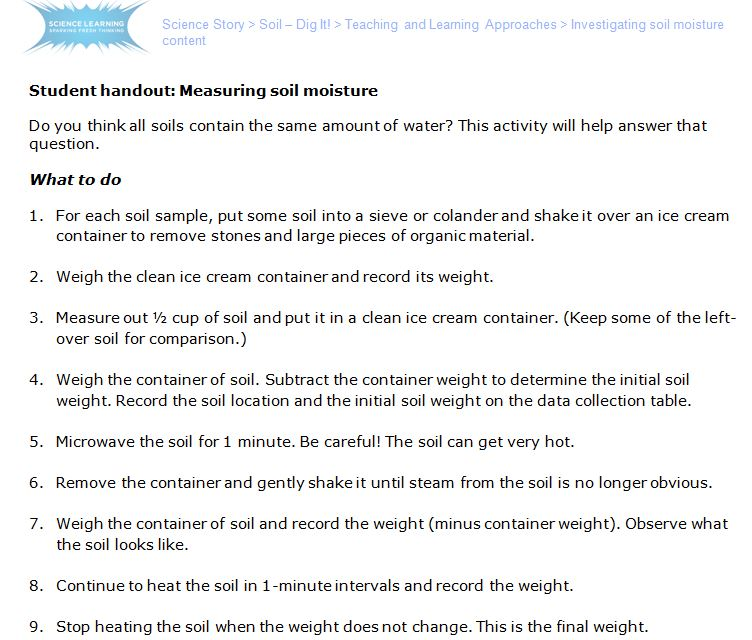 SCIENCE LEARNING
SPARKING FRESH THINKING
Science Story > Soil – Dig It! > Teaching and Learning Approaches > Investigating soil moisture
content
Student handout: Measuring soil moisture
Do you think all soils contain the same amount of water? This activity will help answer that
question.
What to do
1. For each soil sample, put some soil into a sieve or colander and shake it over an ice cream
container to remove stones and large pieces of organic material.
2. Weigh the clean ice cream container and record its weight.
3. Measure out ½ cup of soil and put it in a clean ice cream container. (Keep some of the left-
over soil for comparison.)
4. Weigh the container of soil. Subtract the container weight to determine the initial soil
weight. Record the soil location and the initial soil weight on the data collection table.
5. Microwave the soil for 1 minute. Be careful! The soil can get very hot.
6. Remove the container and gently shake it until steam from the soil is no longer obvious.
7. Weigh the container of soil and record the weight (minus container weight). Observe what
the soil looks like.
8. Continue to heat the soil in 1-minute intervals and record the weight.
9. Stop heating the soil when the weight does not change. This is the final weight.